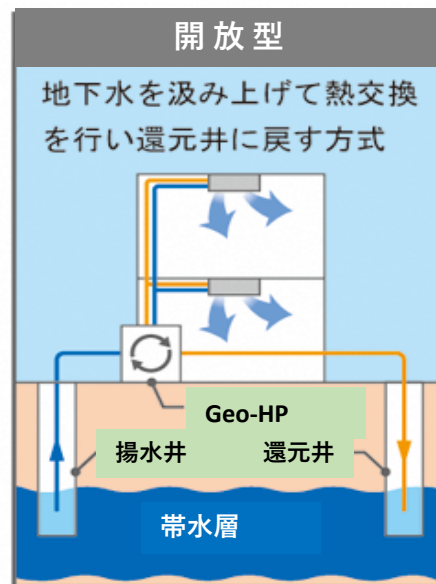 開放型
地下水を汲み上げて熱交換
を行い還元井に戻す方式
Geo-HP
揚水井
還元井
帯水層